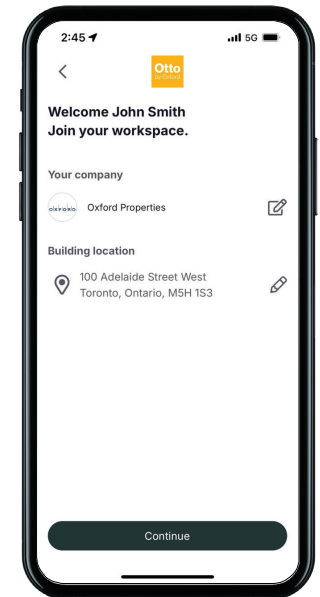 2:45
5G
Otto
by Oxford
Welcome John Smith
Join your workspace.
Your company
OXFORD
Oxford Properties
Building location
100 Adelaide Street West
Toronto, Ontario, M5H 1S3
Continue